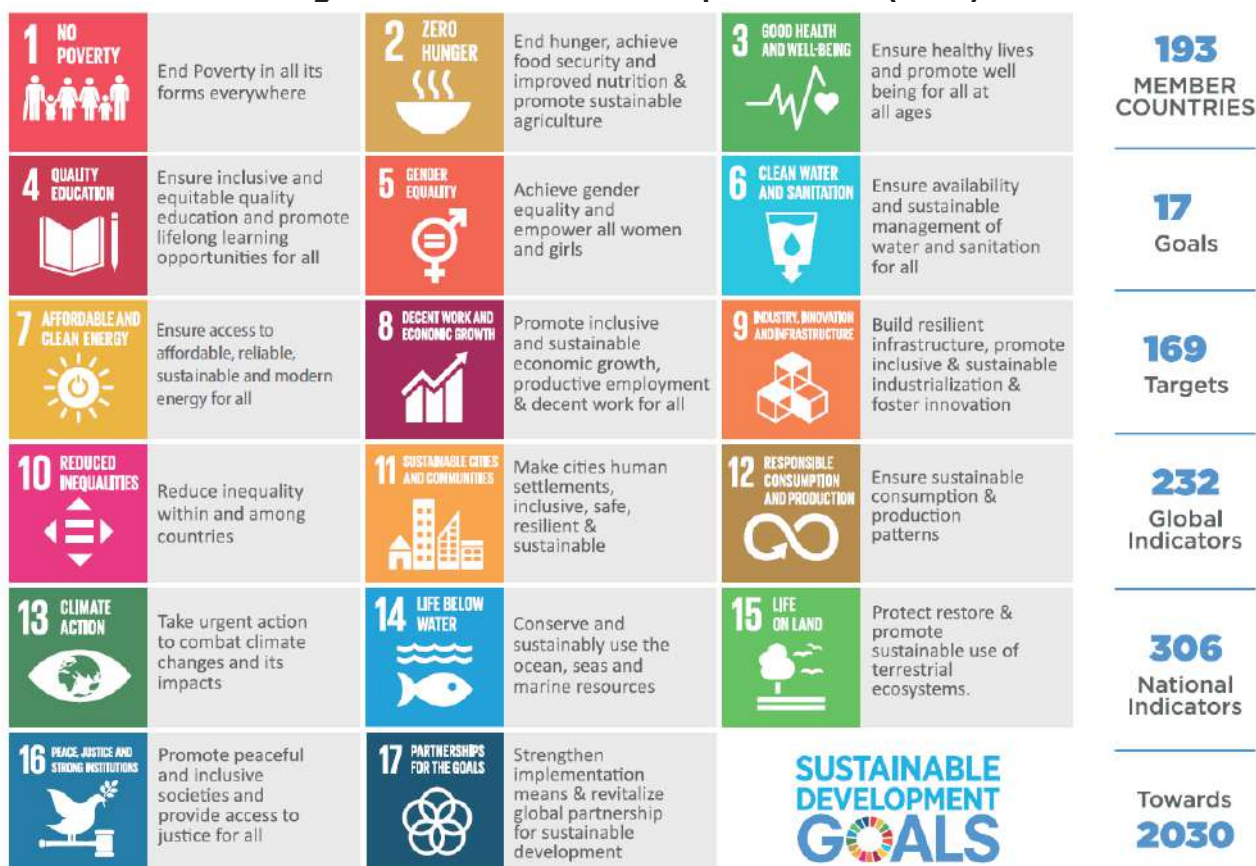 1 NO
POVERTY
End Poverty in all its
forms everywhere
2 ZERO
HUNGER
End hunger, achieve
food security and
improved nutrition &
promote sustainable
agriculture
3 GOOD HEALTH
AND WELL-BEING
Ensure healthy lives
and promote well
being for all at
all ages
193
MEMBER
COUNTRIES
4 QUALITY
EDUCATION
Ensure inclusive and
equitable quality
education and promote
lifelong learning
opportunities for all
5 GENDER
EQUALITY
Achieve gender
equality and
empower all women
and girls
6 CLEAN WATER
AND SANITATION
Ensure availability
and sustainable
management of
water and sanitation
for all
17
Goals
7 AFFORDABLE AND
CLEAN ENERGY
Ensure access to
affordable, reliable,
sustainable and modern
energy for all
8 DECENT WORK AND
ECONOMIC GROWTH
Promote inclusive
and sustainable
economic growth,
productive employment
& decent work for all
9 INDUSTRY, INNOVATION
AND INFRASTRUCTURE
Build resilient
infrastructure, promote
inclusive & sustainable
industrialization &
foster innovation
169
Targets
10 REDUCED
INEQUALITIES
Reduce inequality
within and among
countries
11 SUSTAINABLE CITIES
AND COMMUNITIES
Make cities human
settlements,
inclusive, safe,
resilient &
sustainable
12 RESPONSIBLE
CONSUMPTION
AND PRODUCTION
Ensure sustainable
consumption &
production
patterns
232
Global
Indicators
13 CLIMATE
ACTION
Take urgent action
to combat climate
changes and its
impacts
14 LIFE BELOW
WATER
Conserve and
sustainably use the
ocean, seas and
marine resources
15 LIFE
ON LAND
Protect restore &
promote
sustainable use of
terrestrial
ecosystems.
306
National
Indicators
16 PEACE, JUSTICE AND
STRONG INSTITUTIONS
Promote peaceful
and inclusive
societies and
provide access to
justice for all
17 PARTNERSHIPS
FOR THE GOALS
Strengthen
implementation
means & revitalize
global partnership
for sustainable
development
SUSTAINABLE
DEVELOPMENT
GOALS
Towards
2030